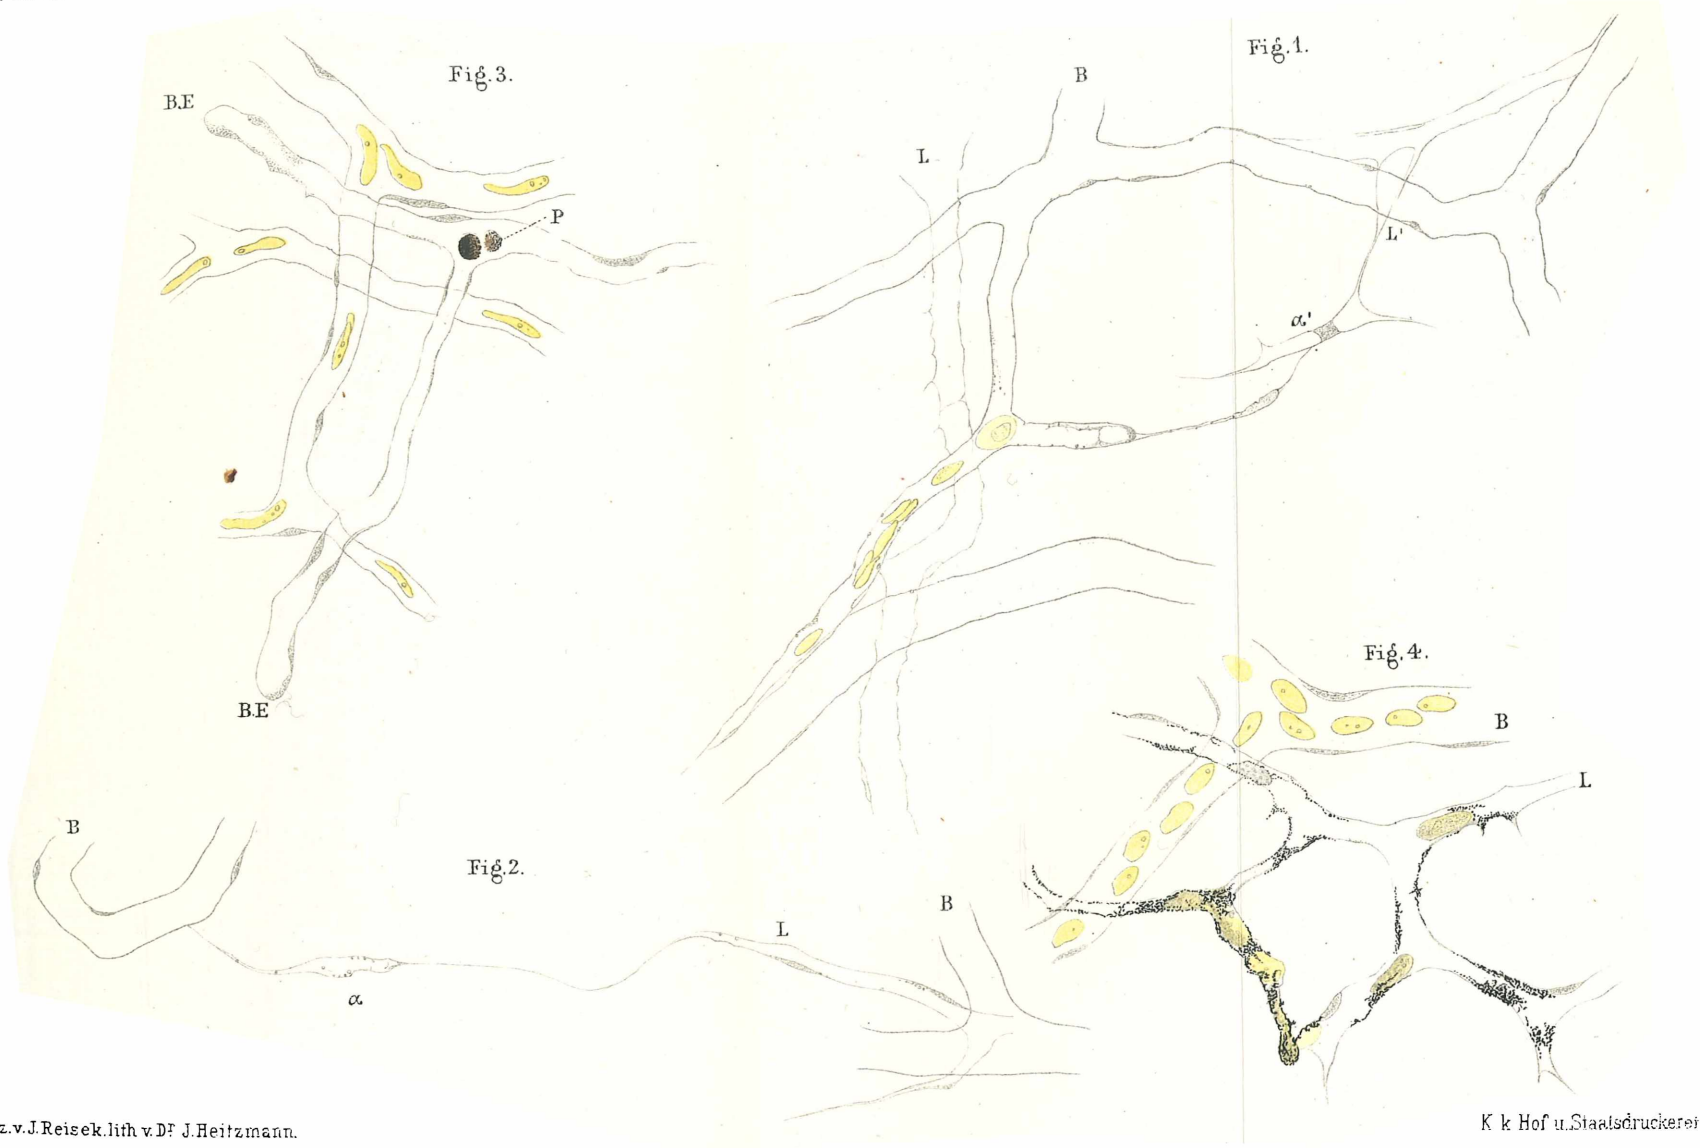 Fig.1.
Fig.3.
B
B.E
L
P
L'
α'
Fig.4.
B.E
B
L
B
Fig.2.
B
L
α
z.v.J.Reisek.lith v.Dr J.Heitzmann.
K k Hof u.Staatsdruckerei